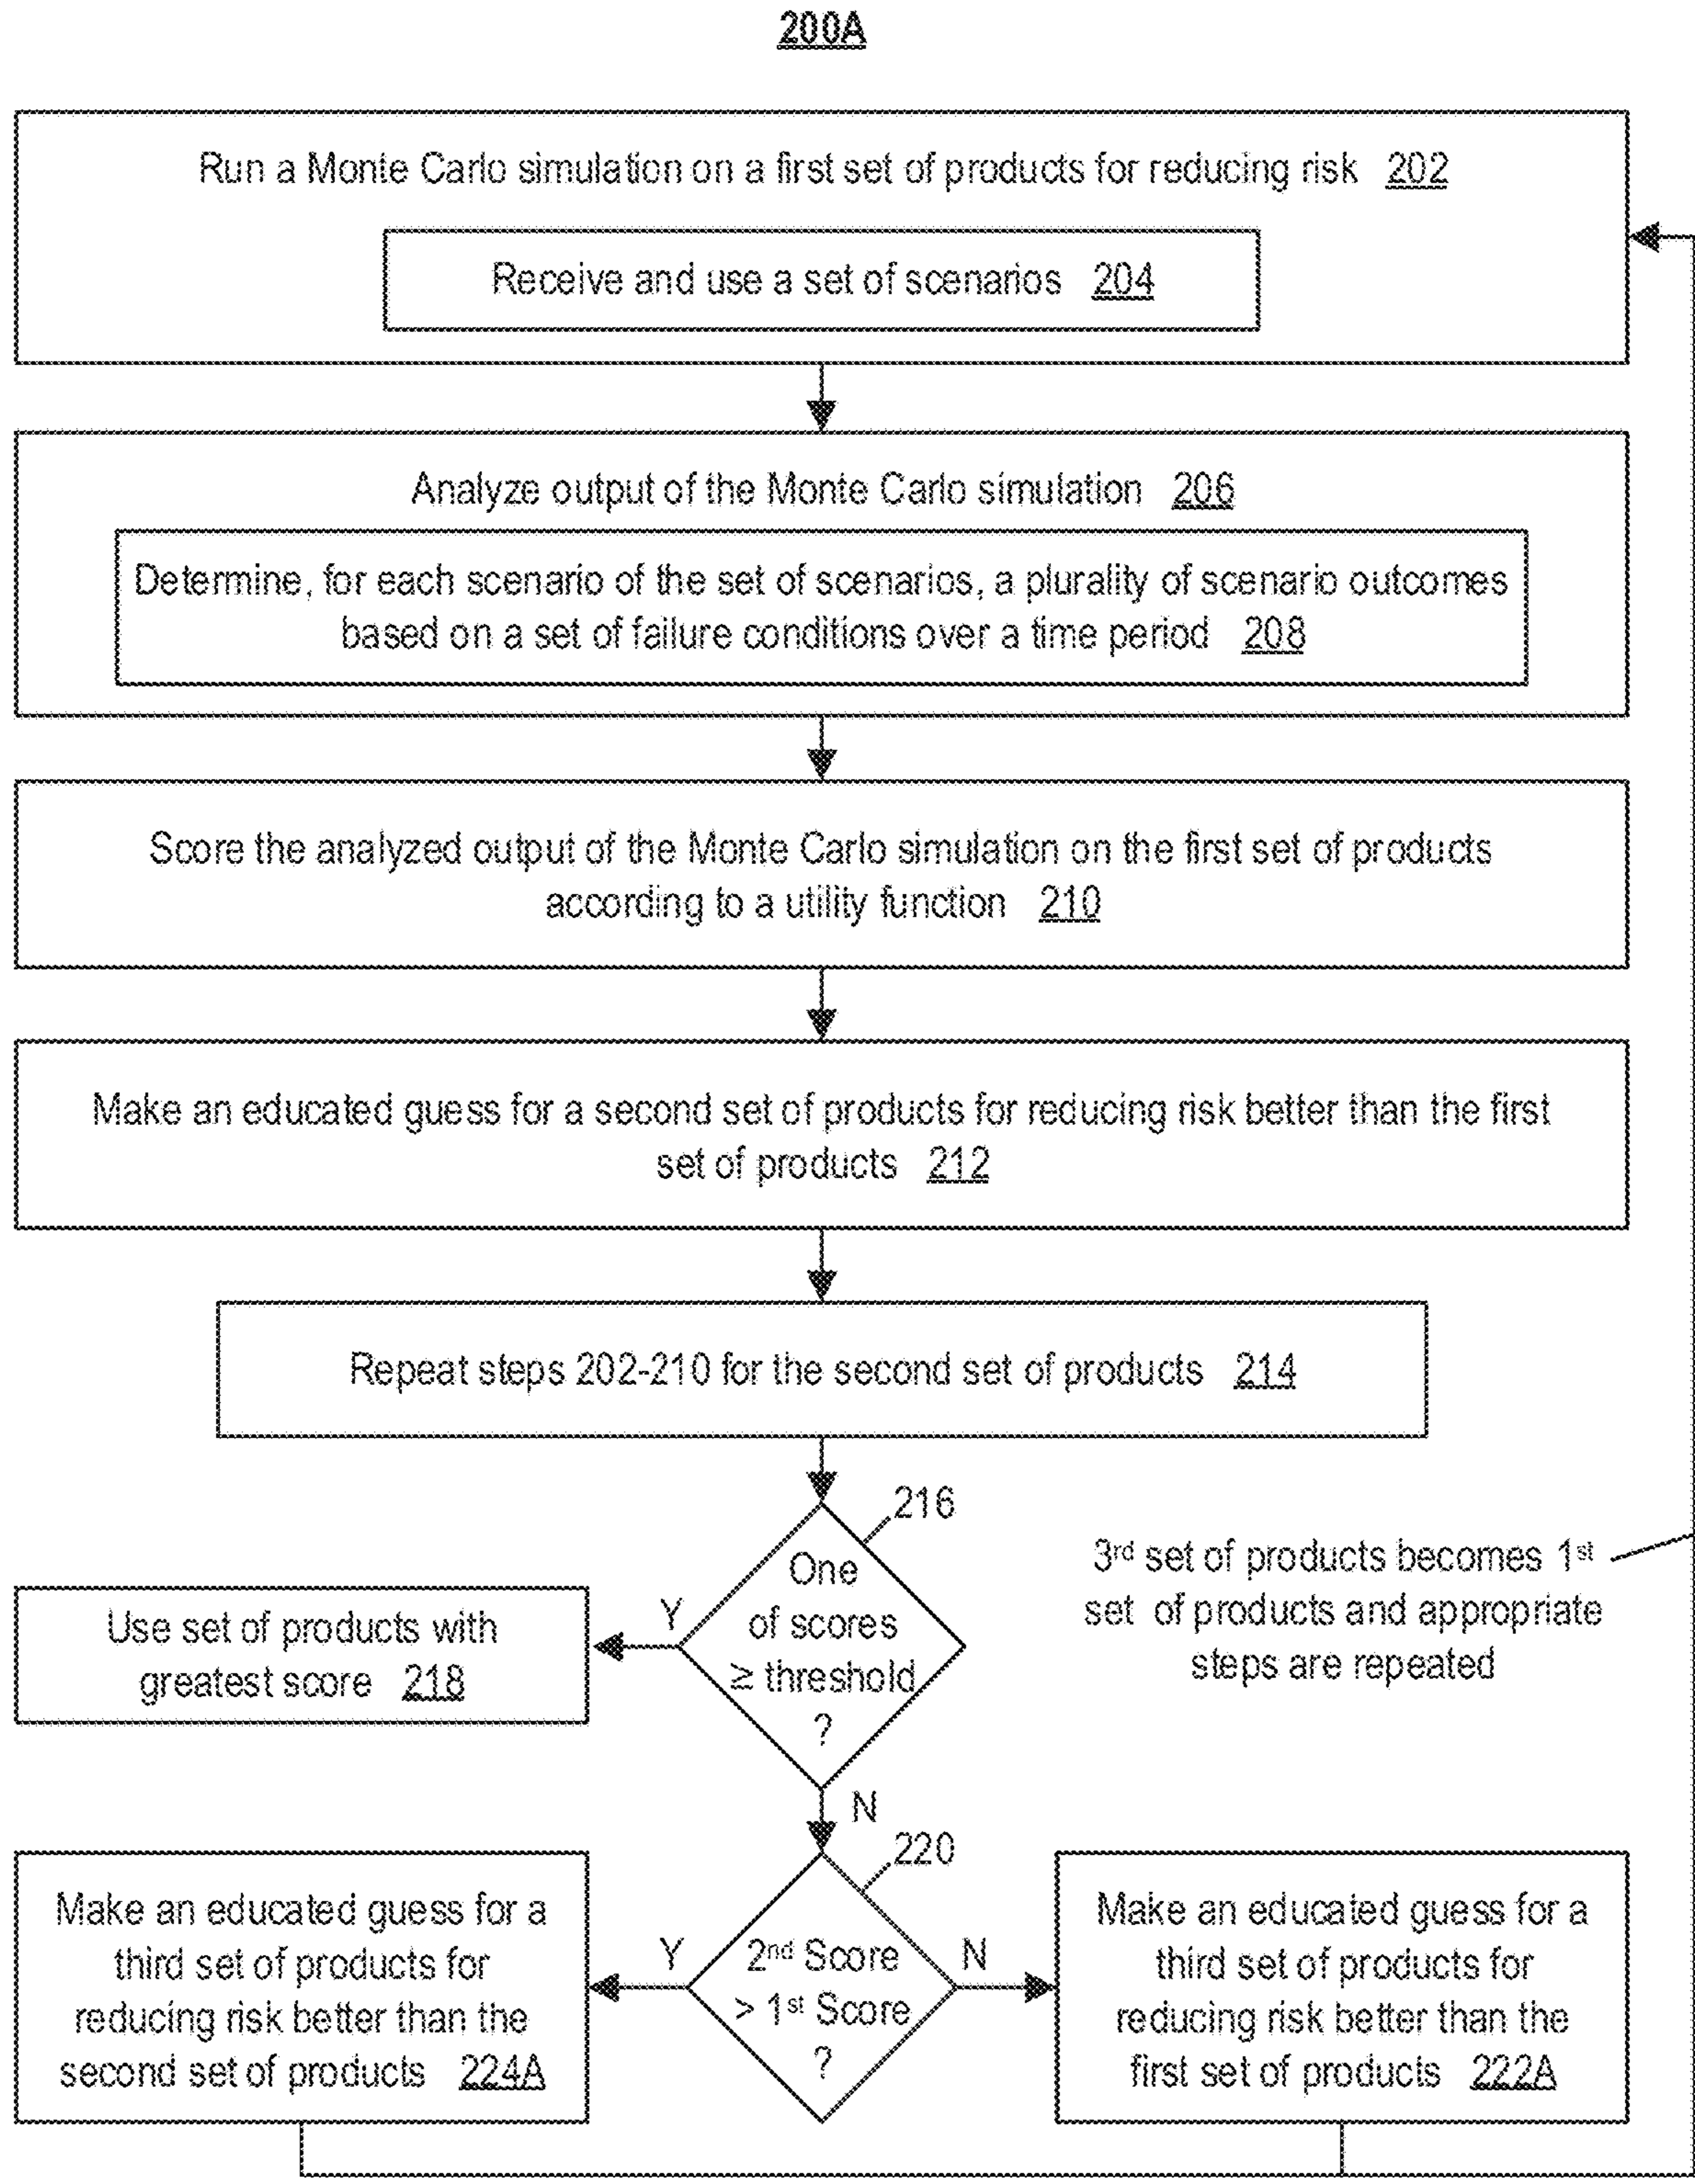 200A
Run a Monte Carlo simulation on a first set of products for reducing risk 202
Receive and use a set of scenarios 204
Analyze output of the Monte Carlo simulation 206
Determine, for each scenario of the set of scenarios, a plurality of scenario outcomes
based on a set of failure conditions over a time period 208
Score the analyzed output of the Monte Carlo simulation on the first set of products
according to a utility function 210
Make an educated guess for a second set of products for reducing risk better than the first
set of products 212
Repeat steps 202-210 for the second set of products 214
216
One
of scores
≥ threshold
?
Y
N
Use set of products with
greatest score 218
3rd set of products becomes 1st
set of products and appropriate
steps are repeated
220
2nd Score
> 1st Score
?
Y
N
Make an educated guess for a
third set of products for
reducing risk better than the
second set of products 224A
Make an educated guess for a
third set of products for
reducing risk better than the
first set of products 222A